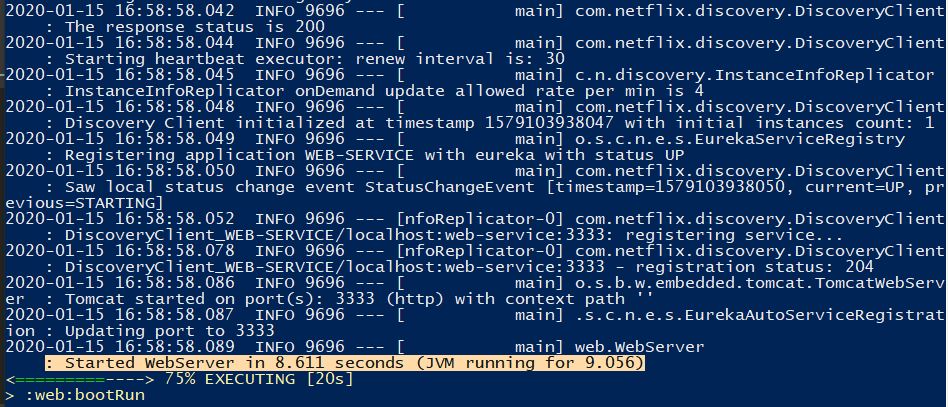 2020-01-15 16:58:58.042  INFO 9696 --- [           main] com.netflix.discovery.DiscoveryClient
    : The response status is 200
2020-01-15 16:58:58.044  INFO 9696 --- [           main] com.netflix.discovery.DiscoveryClient
    : Starting heartbeat executor: renew interval is: 30
2020-01-15 16:58:58.045  INFO 9696 --- [           main] c.n.discovery.InstanceInfoReplicator
    : InstanceInfoReplicator onDemand update allowed rate per min is 4
2020-01-15 16:58:58.048  INFO 9696 --- [           main] com.netflix.discovery.DiscoveryClient
    : Discovery Client initialized at timestamp 1579103938047 with initial instances count: 1
2020-01-15 16:58:58.049  INFO 9696 --- [           main] o.s.c.n.e.s.EurekaServiceRegistry
    : Registering application WEB-SERVICE with eureka with status UP
2020-01-15 16:58:58.050  INFO 9696 --- [           main] com.netflix.discovery.DiscoveryClient
    : Saw local status change event StatusChangeEvent [timestamp=1579103938050, current=UP, pr
evious=STARTING]
2020-01-15 16:58:58.052  INFO 9696 --- [nfoReplicator-0] com.netflix.discovery.DiscoveryClient
    : DiscoveryClient_WEB-SERVICE/localhost:web-service:3333: registering service...
2020-01-15 16:58:58.078  INFO 9696 --- [nfoReplicator-0] com.netflix.discovery.DiscoveryClient
    : DiscoveryClient_WEB-SERVICE/localhost:web-service:3333 - registration status: 204
2020-01-15 16:58:58.086  INFO 9696 --- [           main] o.s.b.w.embedded.tomcat.TomcatWebServ
er  : Tomcat started on port(s): 3333 (http) with context path ''
2020-01-15 16:58:58.087  INFO 9696 --- [           main] .s.c.n.e.s.EurekaAutoServiceRegistrat
ion : Updating port to 3333
2020-01-15 16:58:58.089  INFO 9696 --- [           main] web.WebServer
    : Started WebServer in 8.611 seconds (JVM running for 9.056)
<=========----> 75% EXECUTING [20s]
> :web:bootRun